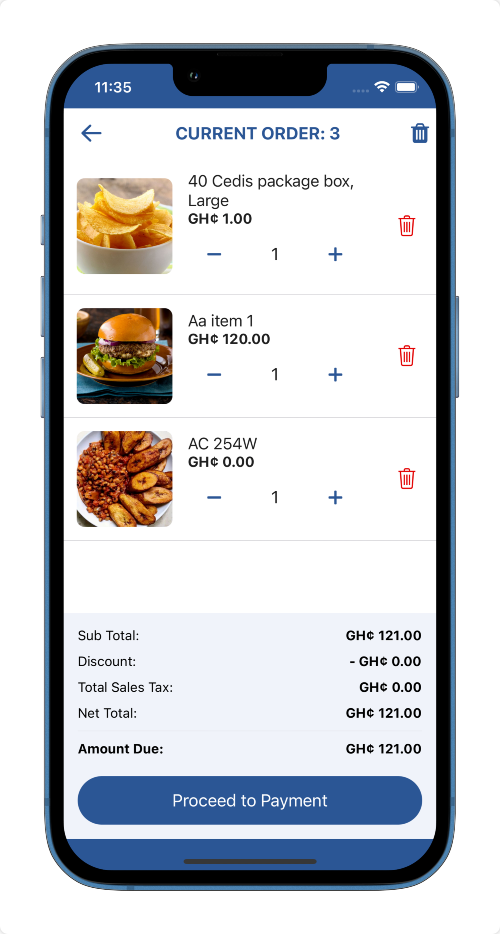 11:35
CURRENT ORDER: 3
40 Cedis package box,
Large
GH¢ 1.00
− 1 +
Aa item 1
GH¢ 120.00
− 1 +
AC 254W
GH¢ 0.00
− 1 +
Sub Total: GH¢ 121.00
Discount: - GH¢ 0.00
Total Sales Tax: GH¢ 0.00
Net Total: GH¢ 121.00
Amount Due: GH¢ 121.00
Proceed to Payment